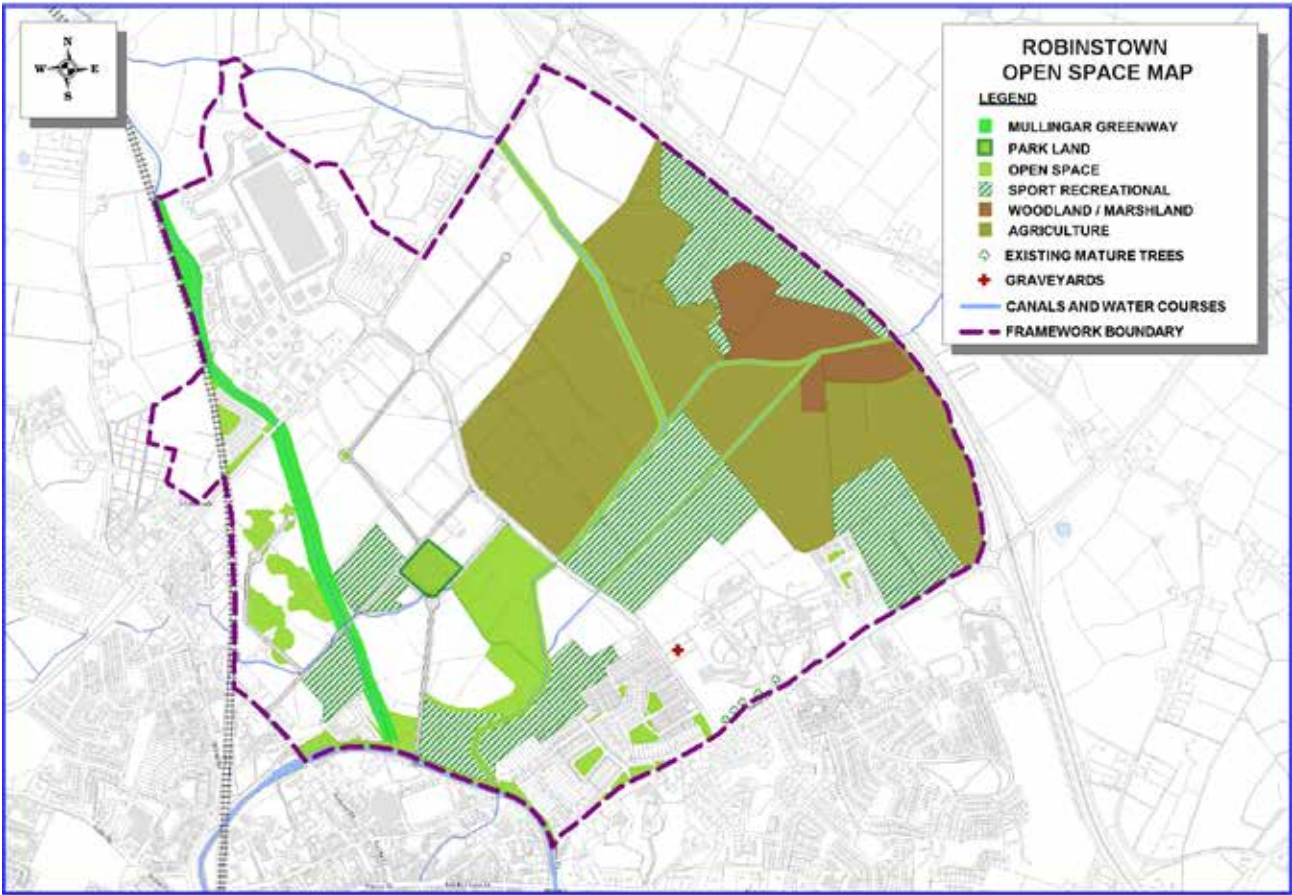 N
W E
S
ROBINSTOWN
OPEN SPACE MAP
LEGEND
MULLINGAR GREENWAY
PARK LAND
OPEN SPACE
SPORT RECREATIONAL
WOODLAND / MARSHLAND
AGRICULTURE
EXISTING MATURE TREES
GRAVEYARDS
CANALS AND WATER COURSES
FRAMEWORK BOUNDARY